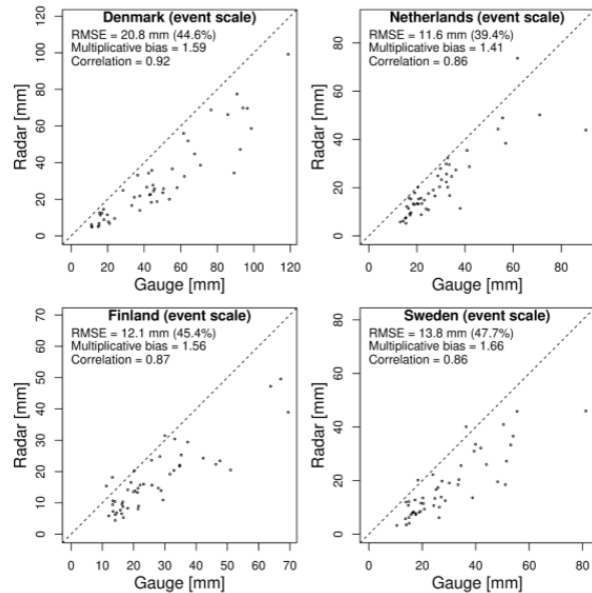 Denmark (event scale)
RMSE = 20.8 mm (44.6%)
Multiplicative bias = 1.59
Correlation = 0.92
Radar [mm]
0 20 40 60 80 100 120
0 20 40 60 80 100 120
Gauge [mm]
Netherlands (event scale)
RMSE = 11.6 mm (39.4%)
Multiplicative bias = 1.41
Correlation = 0.86
Radar [mm]
0 20 40 60 80
0 20 40 60 80
Gauge [mm]
Finland (event scale)
RMSE = 12.1 mm (45.4%)
Multiplicative bias = 1.56
Correlation = 0.87
Radar [mm]
0 10 20 30 40 50 60 70
0 10 20 30 40 50 60 70
Gauge [mm]
Sweden (event scale)
RMSE = 13.8 mm (47.7%)
Multiplicative bias = 1.66
Correlation = 0.86
Radar [mm]
0 20 40 60 80
0 20 40 60 80
Gauge [mm]